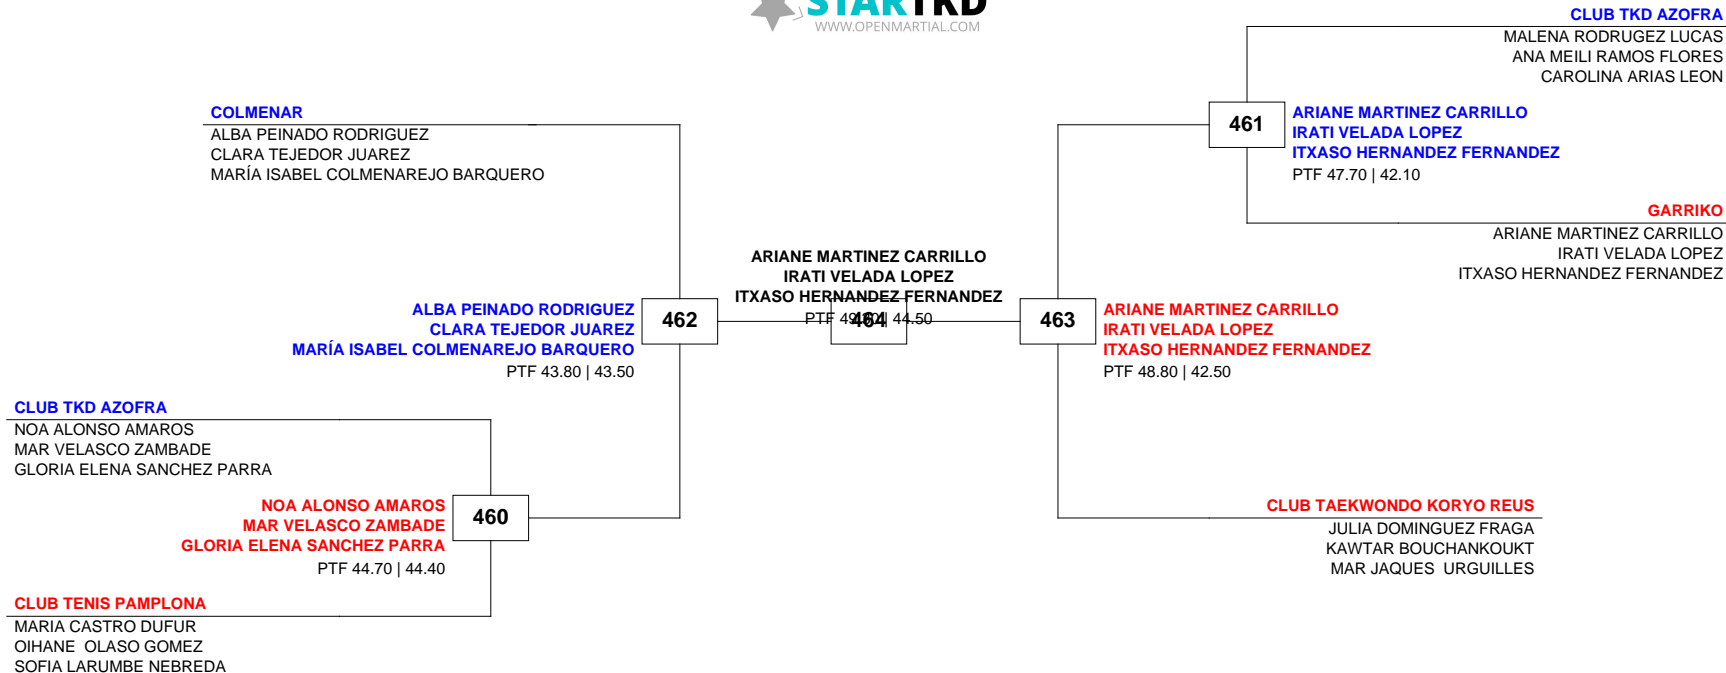 STARTKD
WWW.OPENMARTIAL.COM
CLUB TKD AZOFRA
MALENA RODRUGEZ LUCAS
ANA MEILI RAMOS FLORES
CAROLINA ARIAS LEON
COLMENAR
ALBA PEINADO RODRIGUEZ
CLARA TEJEDOR JUAREZ
MARÍA ISABEL COLMENAREJO BARQUERO
461
ARIANE MARTINEZ CARRILLO
IRATI VELADA LOPEZ
ITXASO HERNANDEZ FERNANDEZ
PTF 47.70 | 42.10
GARRIKO
ARIANE MARTINEZ CARRILLO
IRATI VELADA LOPEZ
ITXASO HERNANDEZ FERNANDEZ
ALBA PEINADO RODRIGUEZ
CLARA TEJEDOR JUAREZ
MARÍA ISABEL COLMENAREJO BARQUERO
PTF 43.80 | 43.50
462
ARIANE MARTINEZ CARRILLO
IRATI VELADA LOPEZ
ITXASO HERNANDEZ FERNANDEZ
PTF | 44.50
464
463
ARIANE MARTINEZ CARRILLO
IRATI VELADA LOPEZ
ITXASO HERNANDEZ FERNANDEZ
PTF 48.80 | 42.50
CLUB TKD AZOFRA
NOA ALONSO AMAROS
MAR VELASCO ZAMBADE
GLORIA ELENA SANCHEZ PARRA
NOA ALONSO AMAROS
MAR VELASCO ZAMBADE
GLORIA ELENA SANCHEZ PARRA
PTF 44.70 | 44.40
460
CLUB TAEKWONDO KORYO REUS
JULIA DOMINGUEZ FRAGA
KAWTAR BOUCHANKOUKT
MAR JAQUES  URGUILLES
CLUB TENIS PAMPLONA
MARIA CASTRO DUFUR
OIHANE  OLASO GOMEZ
SOFIA LARUMBE NEBREDA